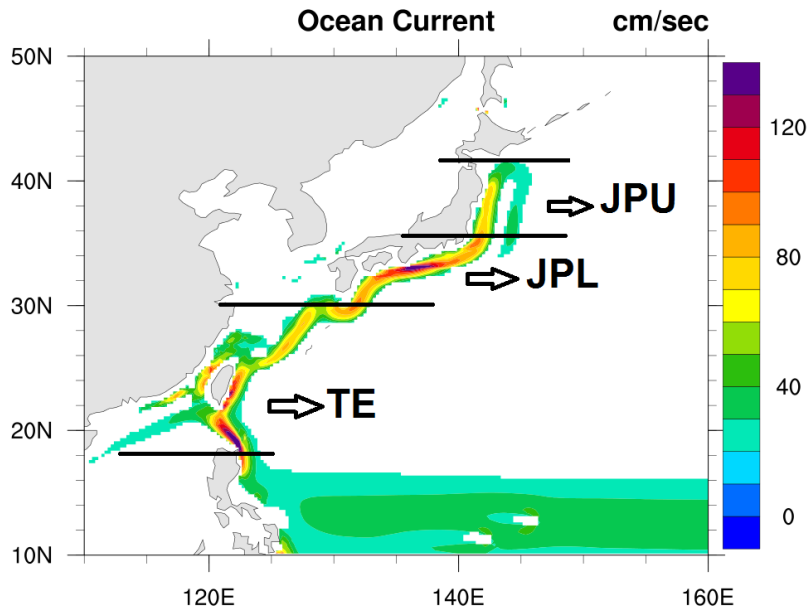 Ocean Current cm/sec
50N
40N
30N
20N
10N
120E 140E 160E
JPU
JPL
TE
120
80
40
0